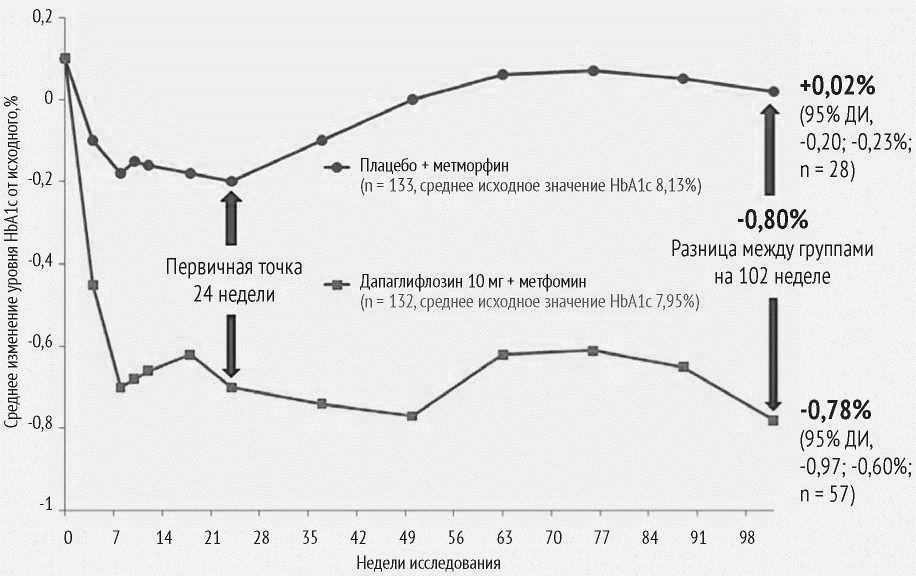 Среднее изменение уровня HbA1c от исходного,%
0,2
0
-0,2
-0,4
-0,6
-0,8
-1
Плацебо + метморфин
(n = 133, среднее исходное значение HbA1c 8,13%)
Первичная точка
24 недели
Дапаглифлозин 10 мг + метфомин
(n = 132, среднее исходное значение HbA1c 7,95%)
+0,02%
(95% ДИ,
-0,20; -0,23%;
n = 28)
-0,80%
Разница между группами
на 102 неделе
-0,78%
(95% ДИ,
-0,97; -0,60%;
n = 57)
0 7 14 21 28 35 42 49 56 63 70 77 84 91 98
Недели исследования